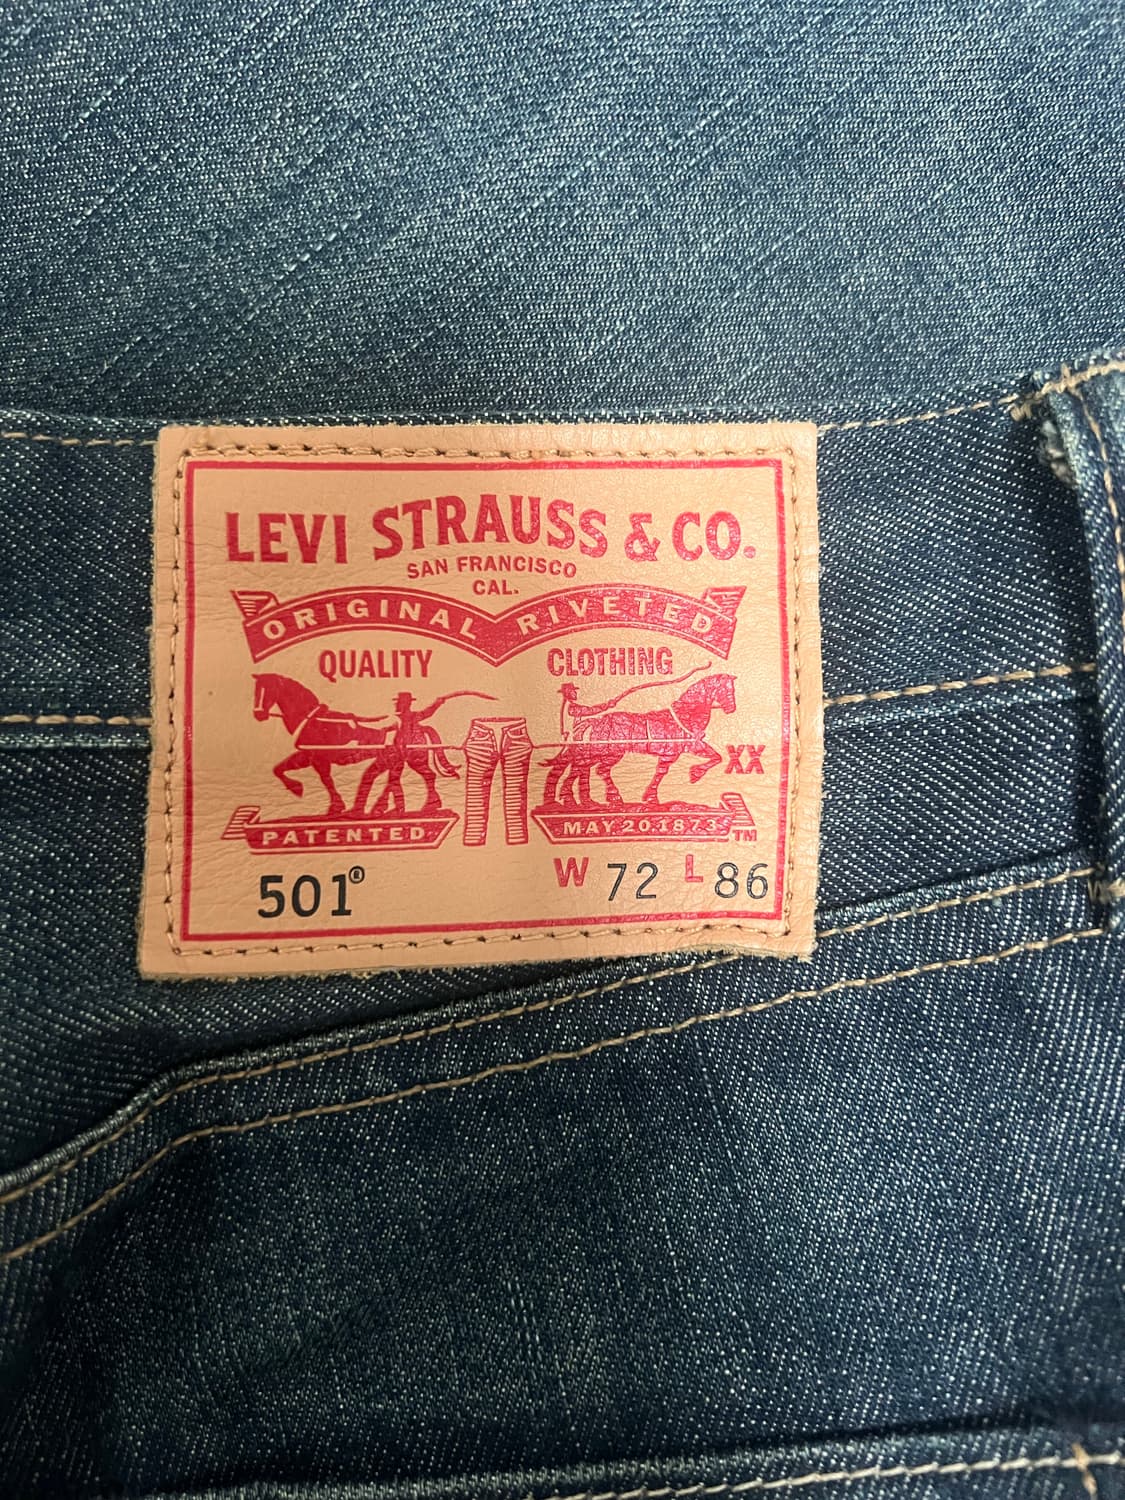 LEVI STRAUSS & CO.
SAN FRANCISCO
CAL.
ORIGINAL RIVETED
QUALITY CLOTHING
XX
PATENTED MAY 20 1873 TM
501® W 72 L 86